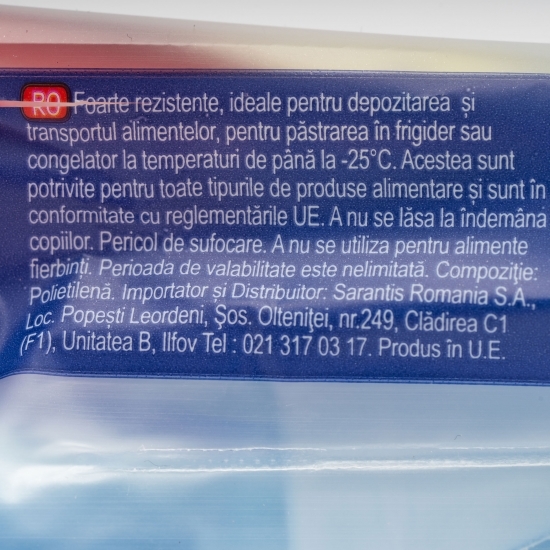 RO Foarte rezistente, ideale pentru depozitarea și
transportul alimentelor, pentru păstrarea în frigider sau
congelator la temperaturi de până la -25°C. Acestea sunt
potrivite pentru toate tipurile de produse alimentare și sunt în
conformitate cu reglementările UE. A nu se lăsa la îndemâna
copiilor. Pericol de sufocare. A nu se utiliza pentru alimente
fierbinți. Perioada de valabilitate este nelimitată. Compoziție:
Polietilenă. Importator și Distribuitor: Sarantis Romania S.A.,
Loc. Popești Leordeni, Șos. Olteniței, nr.249, Clădirea C1
(F1), Unitatea B, Ilfov Tel : 021 317 03 17. Produs în U.E.